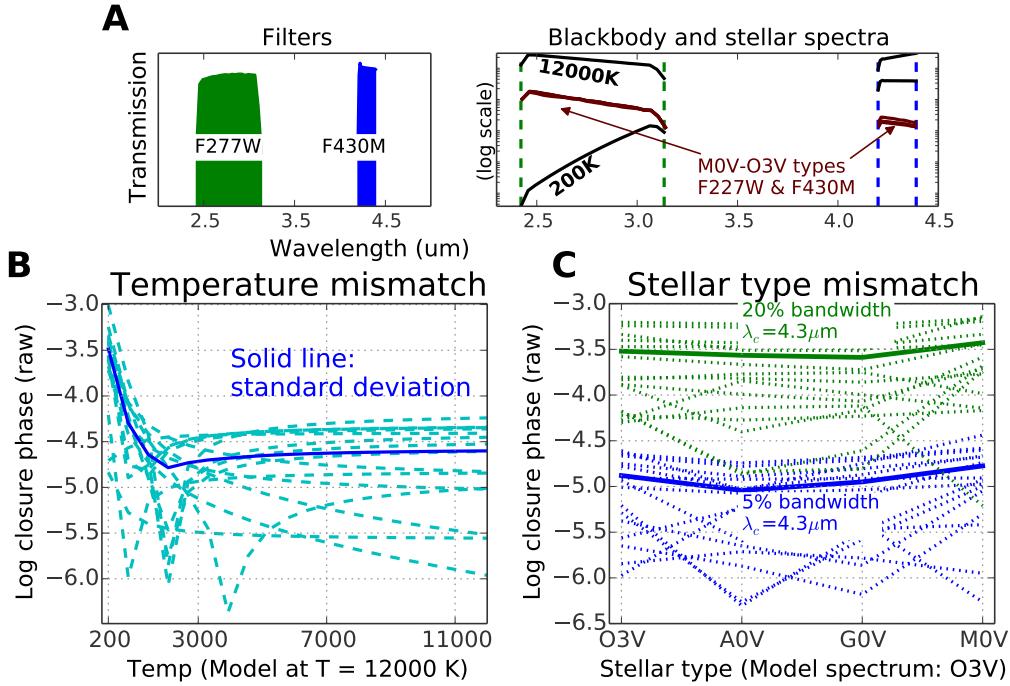 A
Filters
Transmission
F277W
F430M
2.5
3.5
4.5
Wavelength (um)
Blackbody and stellar spectra
(log scale)
12000K
200K
M0V-O3V types
F227W & F430M
2.5
3.0
3.5
4.0
4.5
B
Temperature mismatch
Log closure phase (raw)
−3.0
−3.5
−4.0
−4.5
−5.0
−5.5
−6.0
Solid line:
standard deviation
200
3000
7000
11000
Temp (Model at T = 12000 K)
C
Stellar type mismatch
Log closure phase (raw)
−3.0
−3.5
−4.0
−4.5
−5.0
−5.5
−6.0
−6.5
20% bandwidth
λc=4.3μm
5% bandwidth
λc=4.3μm
O3V
A0V
G0V
M0V
Stellar type (Model spectrum: O3V)